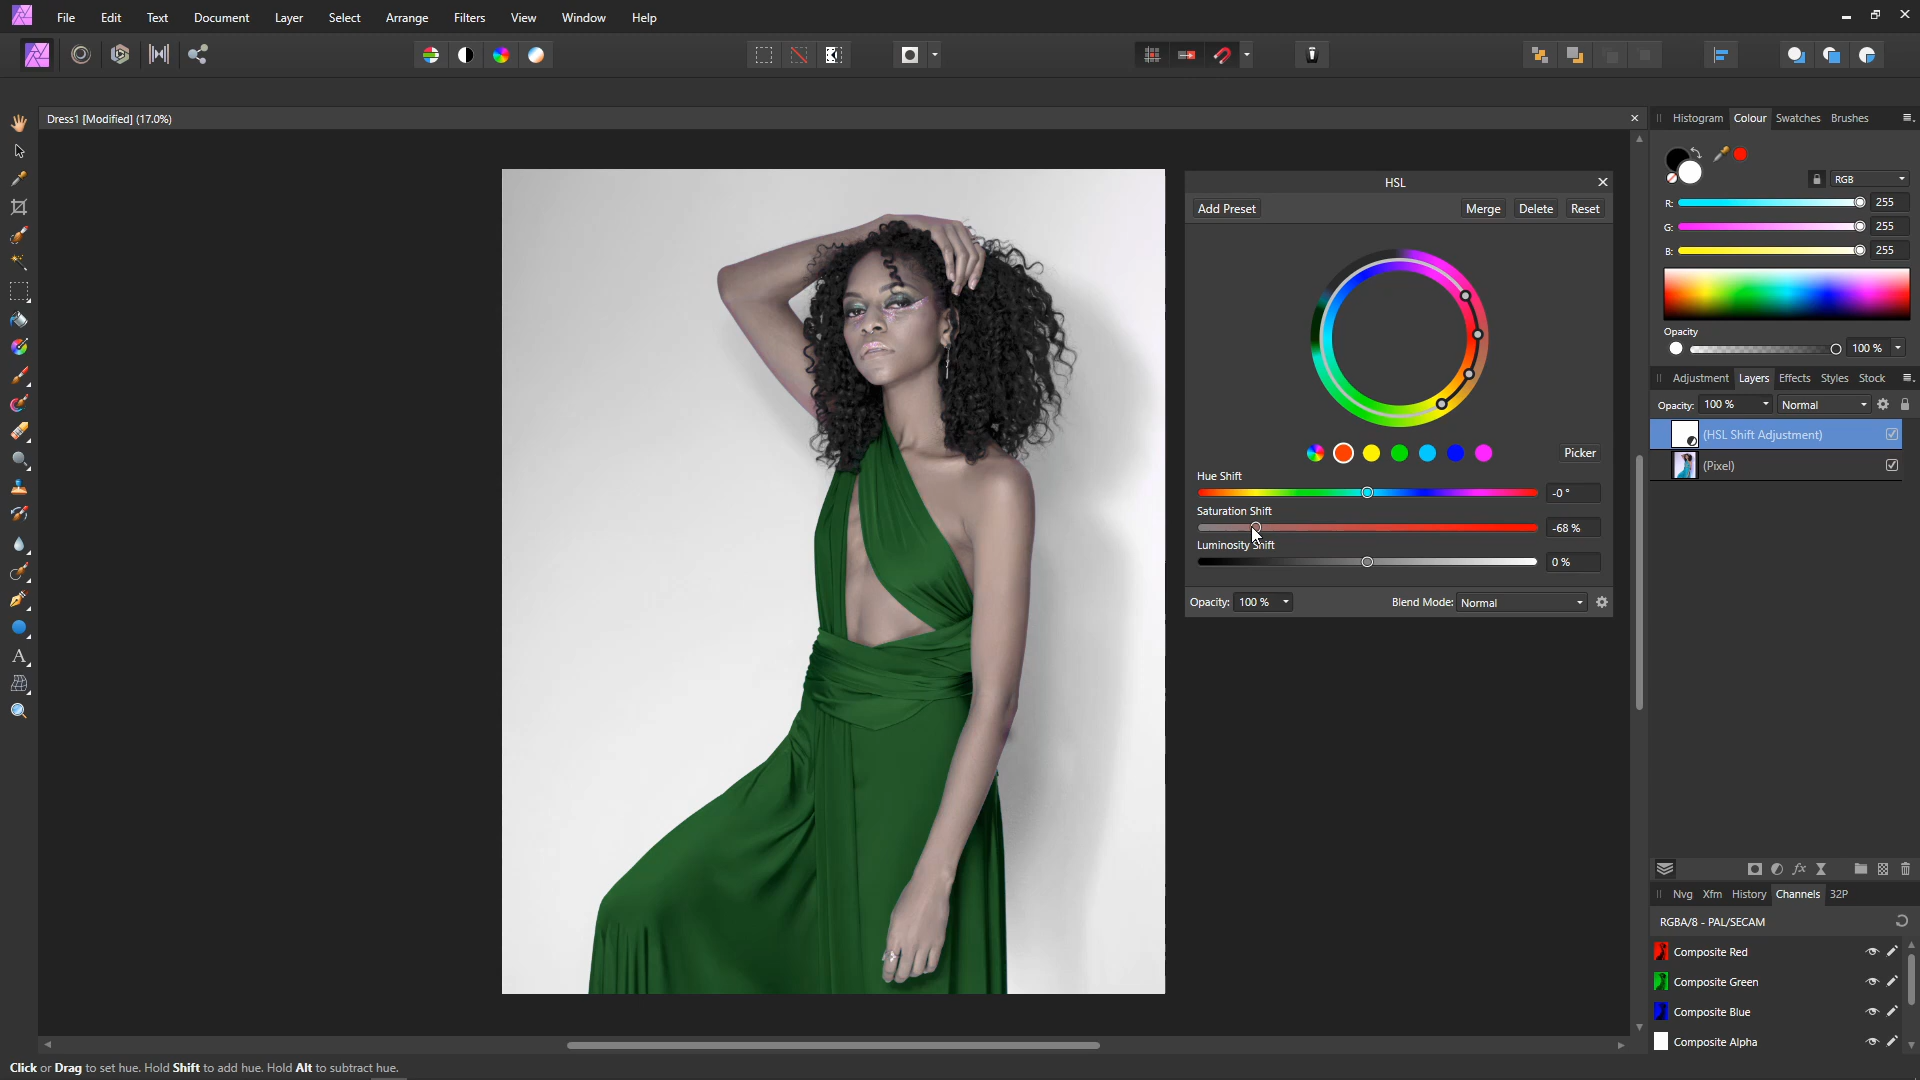 File Edit Text Document Layer Select Arrange Filters View Window Help
Dress1 [Modified] (17.0%)
Histogram Colour Swatches Brushes
RGB
R: 255
G: 255
B: 255
Opacity
100 %
Adjustment Layers Effects Styles Stock
Opacity: 100 % Normal
(HSL Shift Adjustment)
(Pixel)
HSL
Add Preset Merge Delete Reset
Picker
Hue Shift
-0 °
Saturation Shift
-68 %
Luminosity Shift
0 %
Opacity: 100 % Blend Mode: Normal
Nvg Xfm History Channels 32P
RGBA/8 - PAL/SECAM
Composite Red
Composite Green
Composite Blue
Composite Alpha
Click or Drag to set hue. Hold Shift to add hue. Hold Alt to subtract hue.